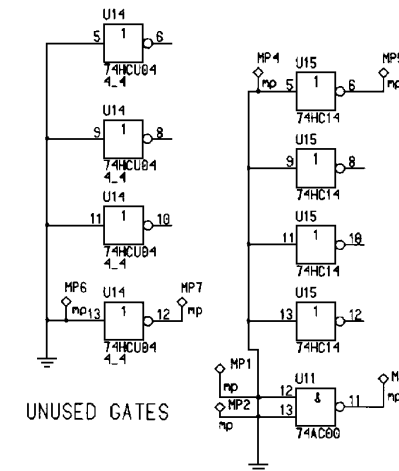 U14
5 1 6
74HCU04
4_4
U14
9 1 8
74HCU04
4_4
U14
11 1 10
74HCU04
4_4
MP6 U14 MP7
mp 13 1 12 mp
74HCU04
4_4
UNUSED GATES
MP4 U15 MP5
mp 5 1 6 mp
74HC14
U15
9 1 8
74HC14
U15
11 1 10
74HC14
U15
13 1 12
74HC14
MP1
mp
MP2
mp
U11
12 & 11
13
74AC00
mp